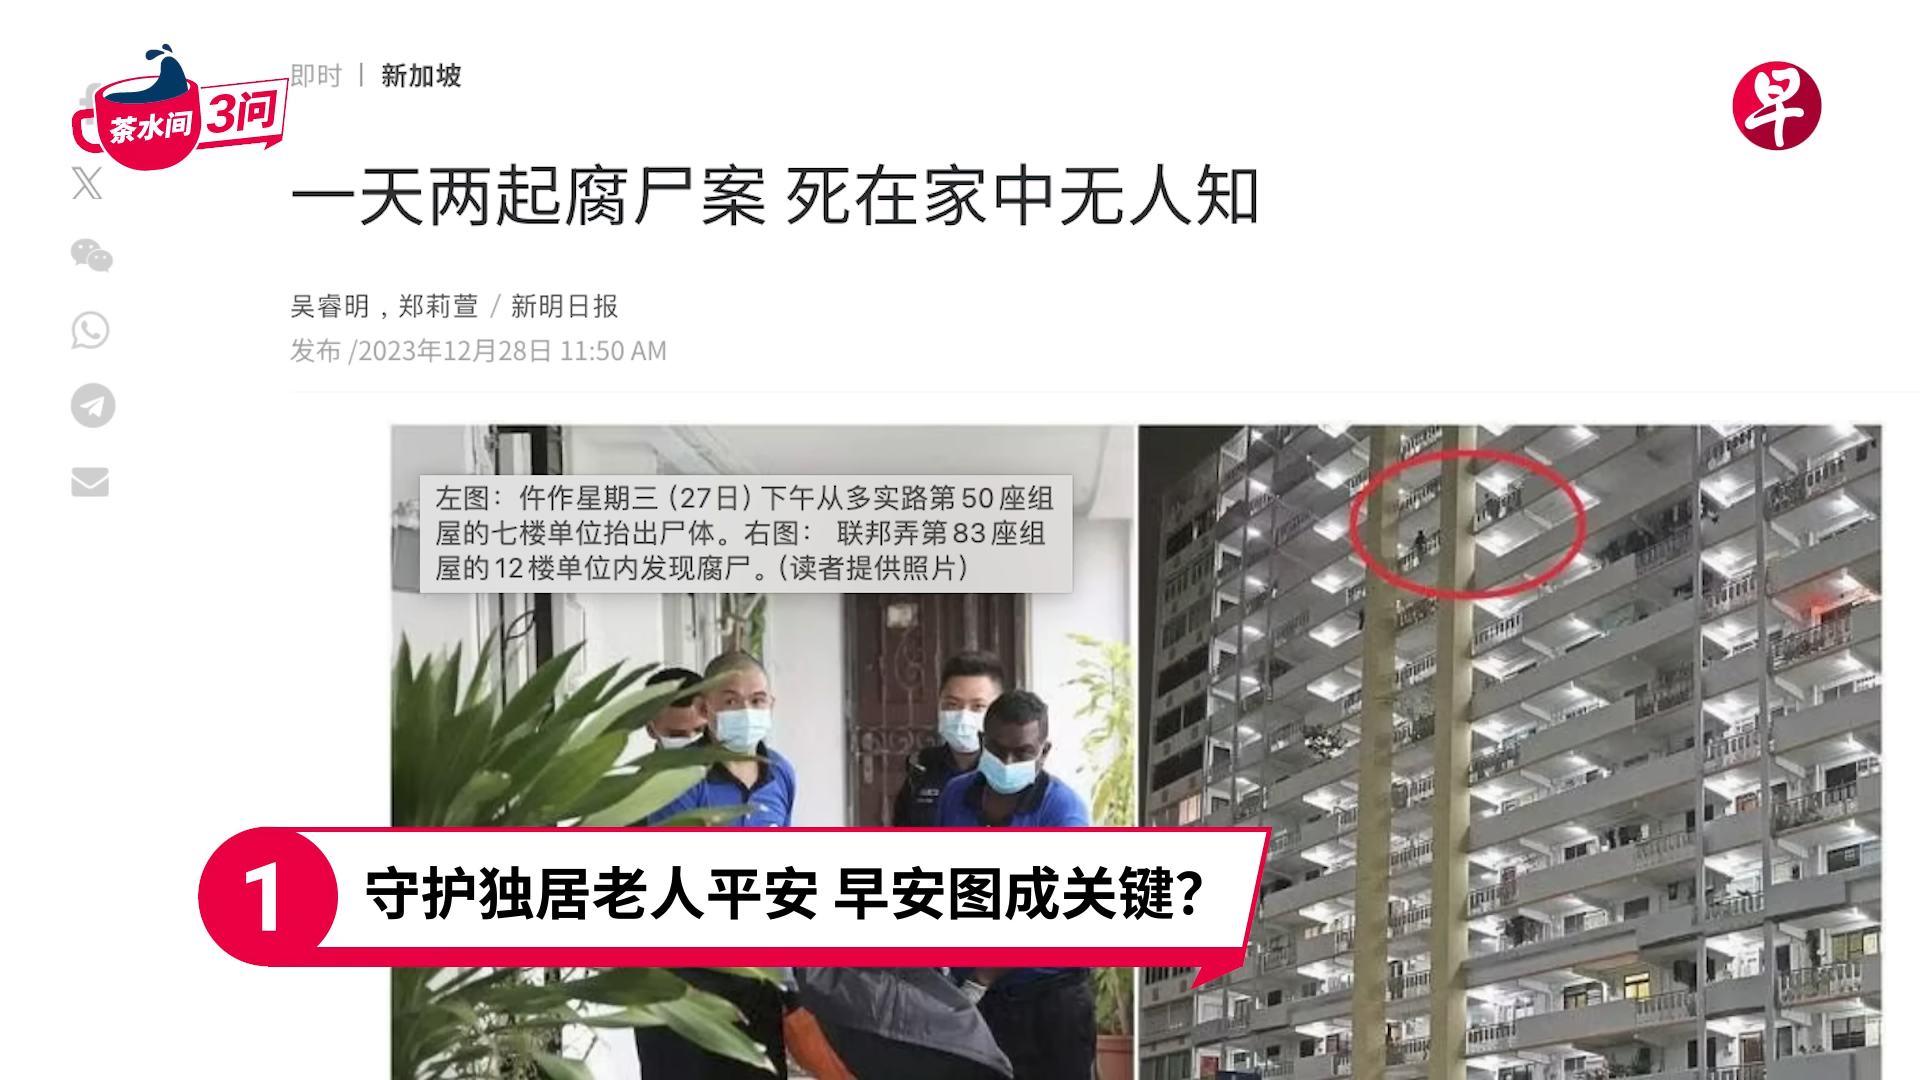 即时 | 新加坡
茶水间 3问
早
一天两起腐尸案 死在家中无人知
吴睿明 , 郑莉萱 / 新明日报
发布 /2023年12月28日 11:50 AM
左图：仵作星期三（27日）下午从多实路第50座组
屋的七楼单位抬出尸体。右图： 联邦弄第83座组
屋的12楼单位内发现腐尸。（读者提供照片）
1 守护独居老人平安 早安图成关键？